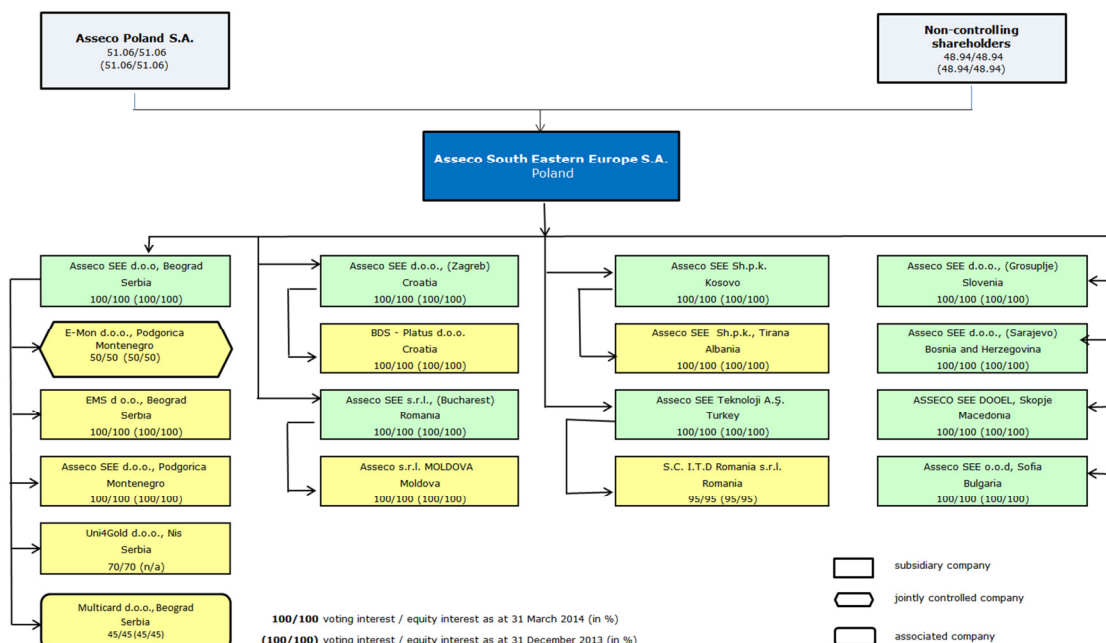 Asseco Poland S.A.
51.06/51.06
(51.06/51.06)
Non-controlling
shareholders
48.94/48.94
(48.94/48.94)
Asseco South Eastern Europe S.A.
Poland
Asseco SEE d.o.o, Beograd
Serbia
100/100 (100/100)
E-Mon d.o.o., Podgorica
Montenegro
50/50 (50/50)
EMS d o.o., Beograd
Serbia
100/100 (100/100)
Asseco SEE d.o.o., Podgorica
Montenegro
100/100 (100/100)
Uni4Gold d.o.o., Nis
Serbia
70/70 (n/a)
Multicard d.o.o., Beograd
Serbia
45/45 (45/45)
Asseco SEE d.o.o., (Zagreb)
Croatia
100/100 (100/100)
BDS - Platus d.o.o.
Croatia
100/100 (100/100)
Asseco SEE s.r.l., (Bucharest)
Romania
100/100 (100/100)
Asseco s.r.l. MOLDOVA
Moldova
100/100 (100/100)
Asseco SEE Sh.p.k.
Kosovo
100/100 (100/100)
Asseco SEE Sh.p.k., Tirana
Albania
100/100 (100/100)
Asseco SEE Teknoloji A.Ş.
Turkey
100/100 (100/100)
S.C. I.T.D Romania s.r.l.
Romania
95/95 (95/95)
Asseco SEE d.o.o., (Grosuplje)
Slovenia
100/100 (100/100)
Asseco SEE d.o.o., (Sarajevo)
Bosnia and Herzegovina
100/100 (100/100)
ASSECO SEE DOOEL, Skopje
Macedonia
100/100 (100/100)
Asseco SEE o.o.d, Sofia
Bulgaria
100/100 (100/100)
100/100 voting interest / equity interest as at 31 March 2014 (in %)
(100/100) voting interest / equity interest as at 31 December 2013 (in %)
subsidiary company
jointly controlled company
associated company